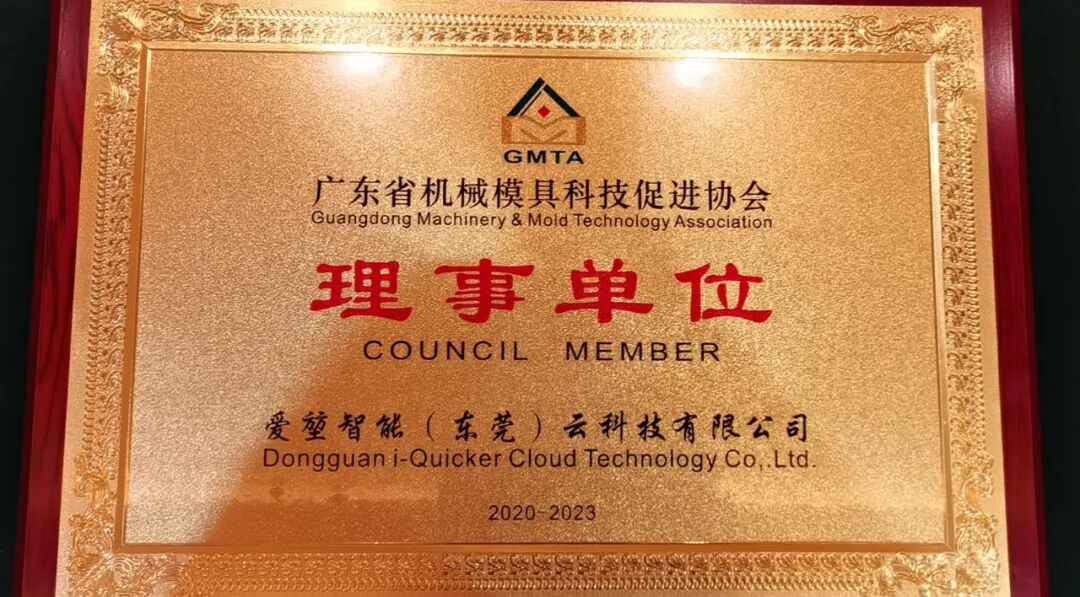 GMTA
广东省机械模具科技促进协会
Guangdong Machinery & Mold Technology Association
理事单位
COUNCIL MEMBER
爱堃智能（东莞）云科技有限公司
Dongguan i-Quicker Cloud Technology Co,.Ltd.
2020-2023